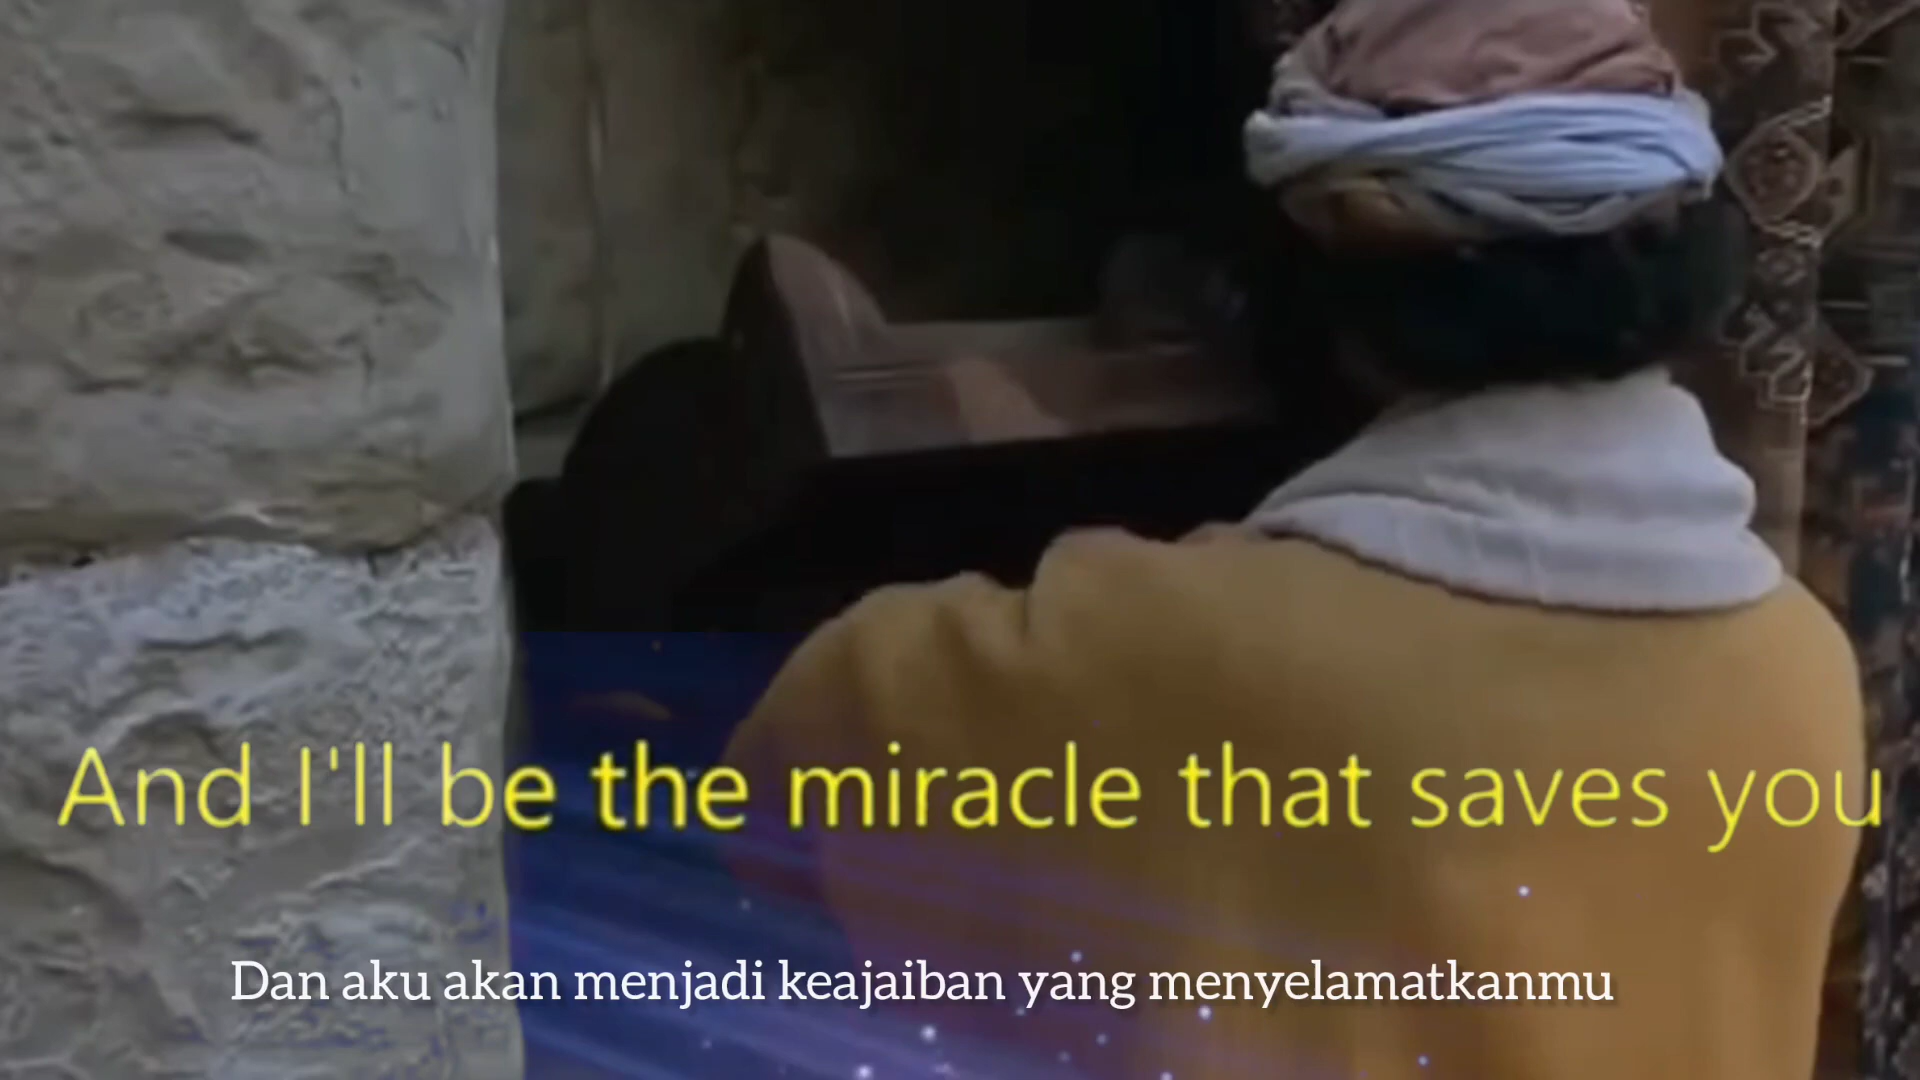 And I'll be the miracle that saves you
Dan aku akan menjadi keajaiban yang menyelamatkanmu